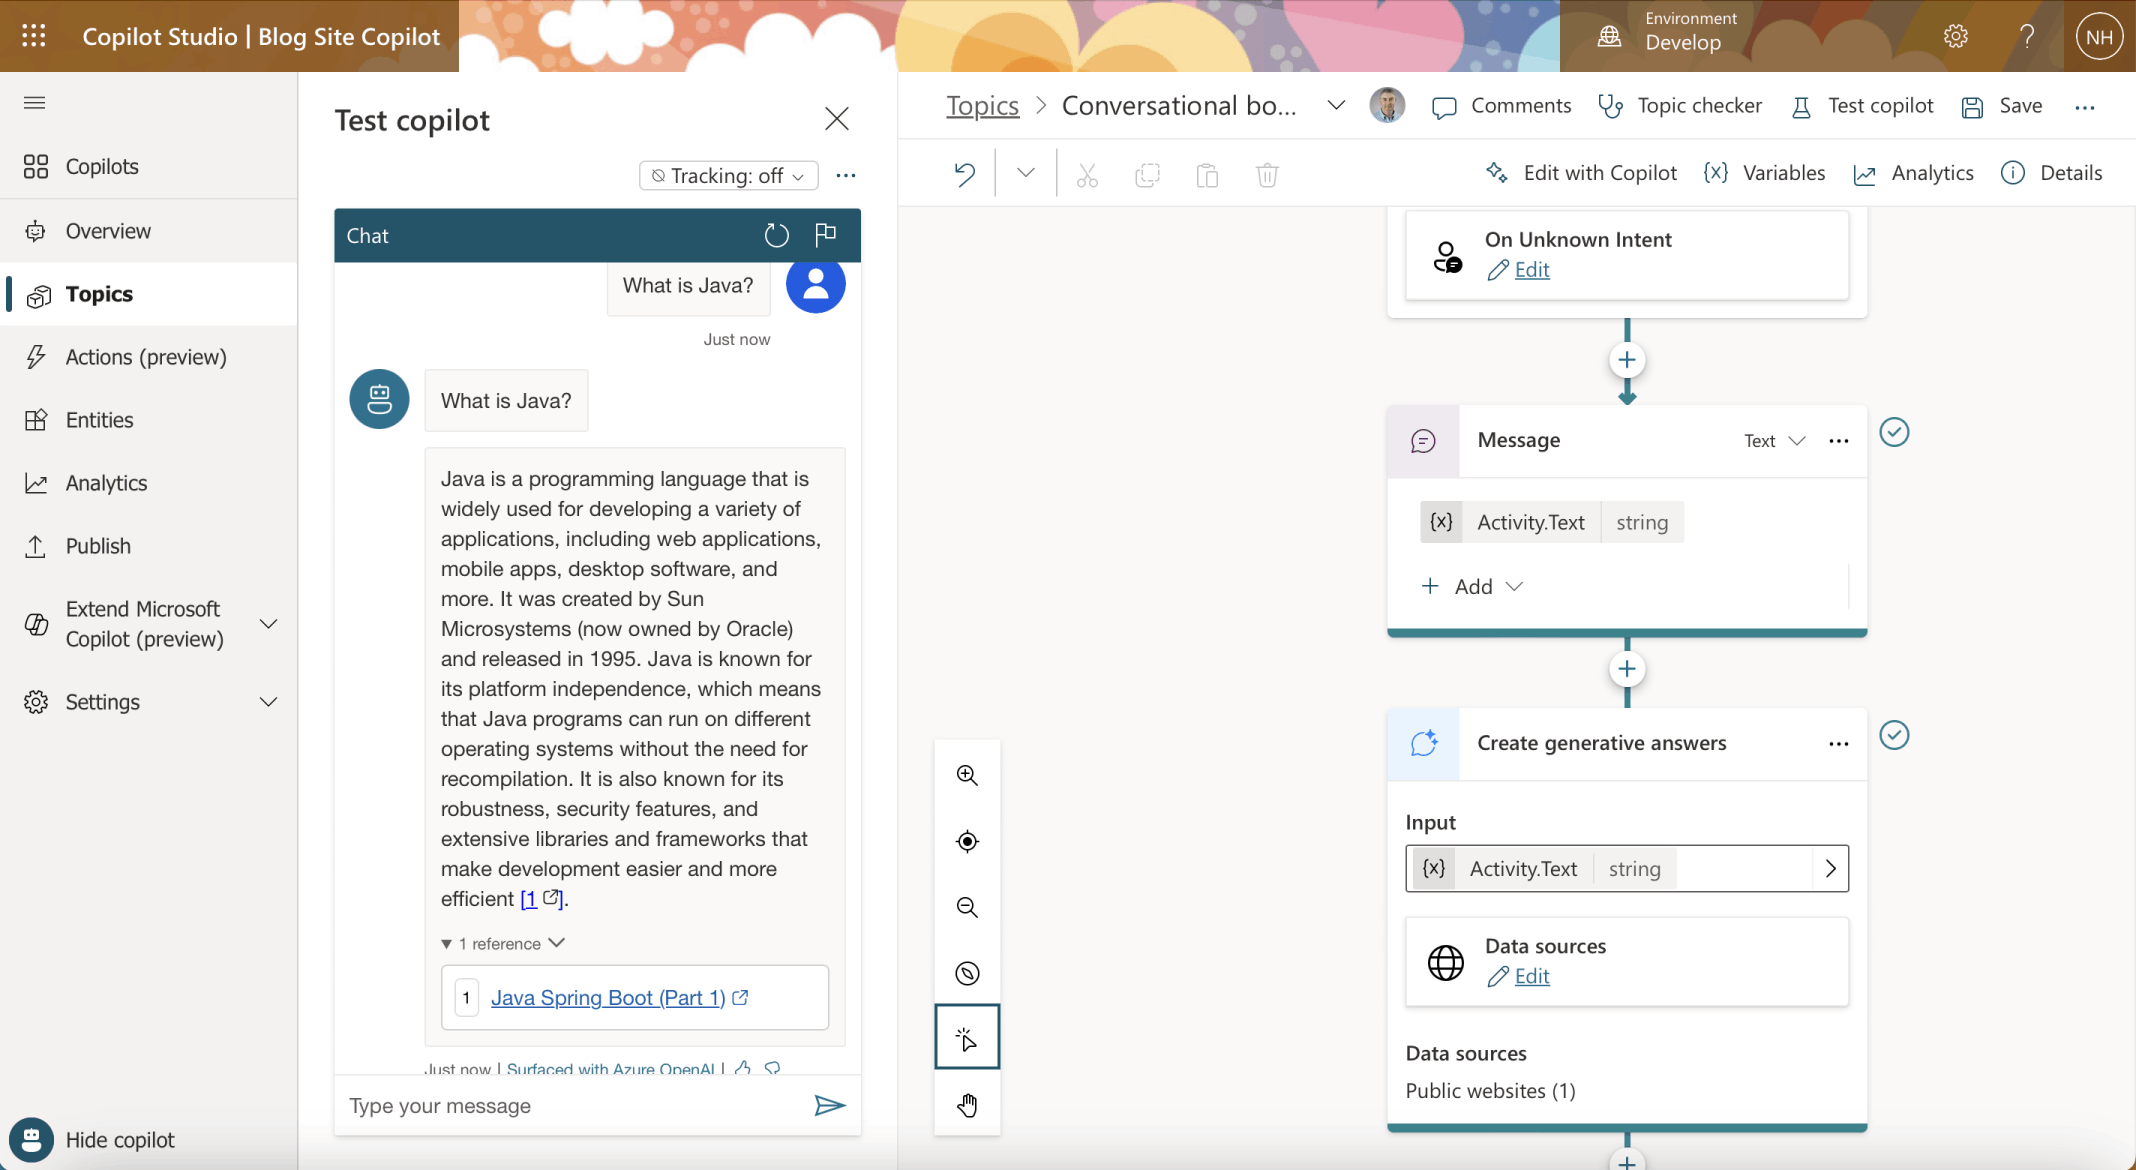 Copilot Studio | Blog Site Copilot
Environment
Develop
?
NH
Copilots
Overview
Topics
Actions (preview)
Entities
Analytics
Publish
Extend Microsoft
Copilot (preview)
Settings
Hide copilot
Test copilot
Tracking: off
Chat
What is Java?
Just now
What is Java?
Java is a programming language that is
widely used for developing a variety of
applications, including web applications,
mobile apps, desktop software, and
more. It was created by Sun
Microsystems (now owned by Oracle)
and released in 1995. Java is known for
its platform independence, which means
that Java programs can run on different
operating systems without the need for
recompilation. It is also known for its
robustness, security features, and
extensive libraries and frameworks that
make development easier and more
efficient [1].
1 reference
1 Java Spring Boot (Part 1)
Just now | Surfaced with Azure OpenAI |
Type your message
Topics > Conversational bo...
Comments
Topic checker
Test copilot
Save
Edit with Copilot
{x} Variables
Analytics
Details
On Unknown Intent
Edit
Message
Text
{x} Activity.Text string
+ Add
Create generative answers
Input
{x} Activity.Text string
Data sources
Edit
Data sources
Public websites (1)